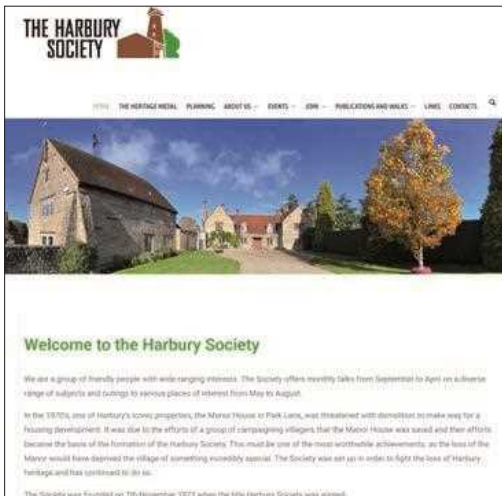 THE HARBURY
SOCIETY
HOME THE HERITAGE MEDAL PLANNING ABOUT US EVENTS JOIN PUBLICATIONS AND WALKS LINKS CONTACTS
Welcome to the Harbury Society
We are a group of friendly people with wide ranging interests. The Society offers monthly talks from September to April on a diverse
range of subjects and outings to various places of interest from May to August.
In the 1970's, one of Harbury's iconic properties, the Manor House in Park Lane, was threatened with demolition to make way for a
housing development. It was due to the efforts of a group of campaigning villagers that the Manor House was saved and their efforts
became the basis of the formation of the Harbury Society. This must be one of the most worthwhile achievements, as the loss of the
Manor would have deprived the village of something incredibly special. The Society was set up in order to fight the loss of Harbury
heritage and has continued to do so.
The Society was founded on 7th November 1973 when the title Harbury Society was agreed.